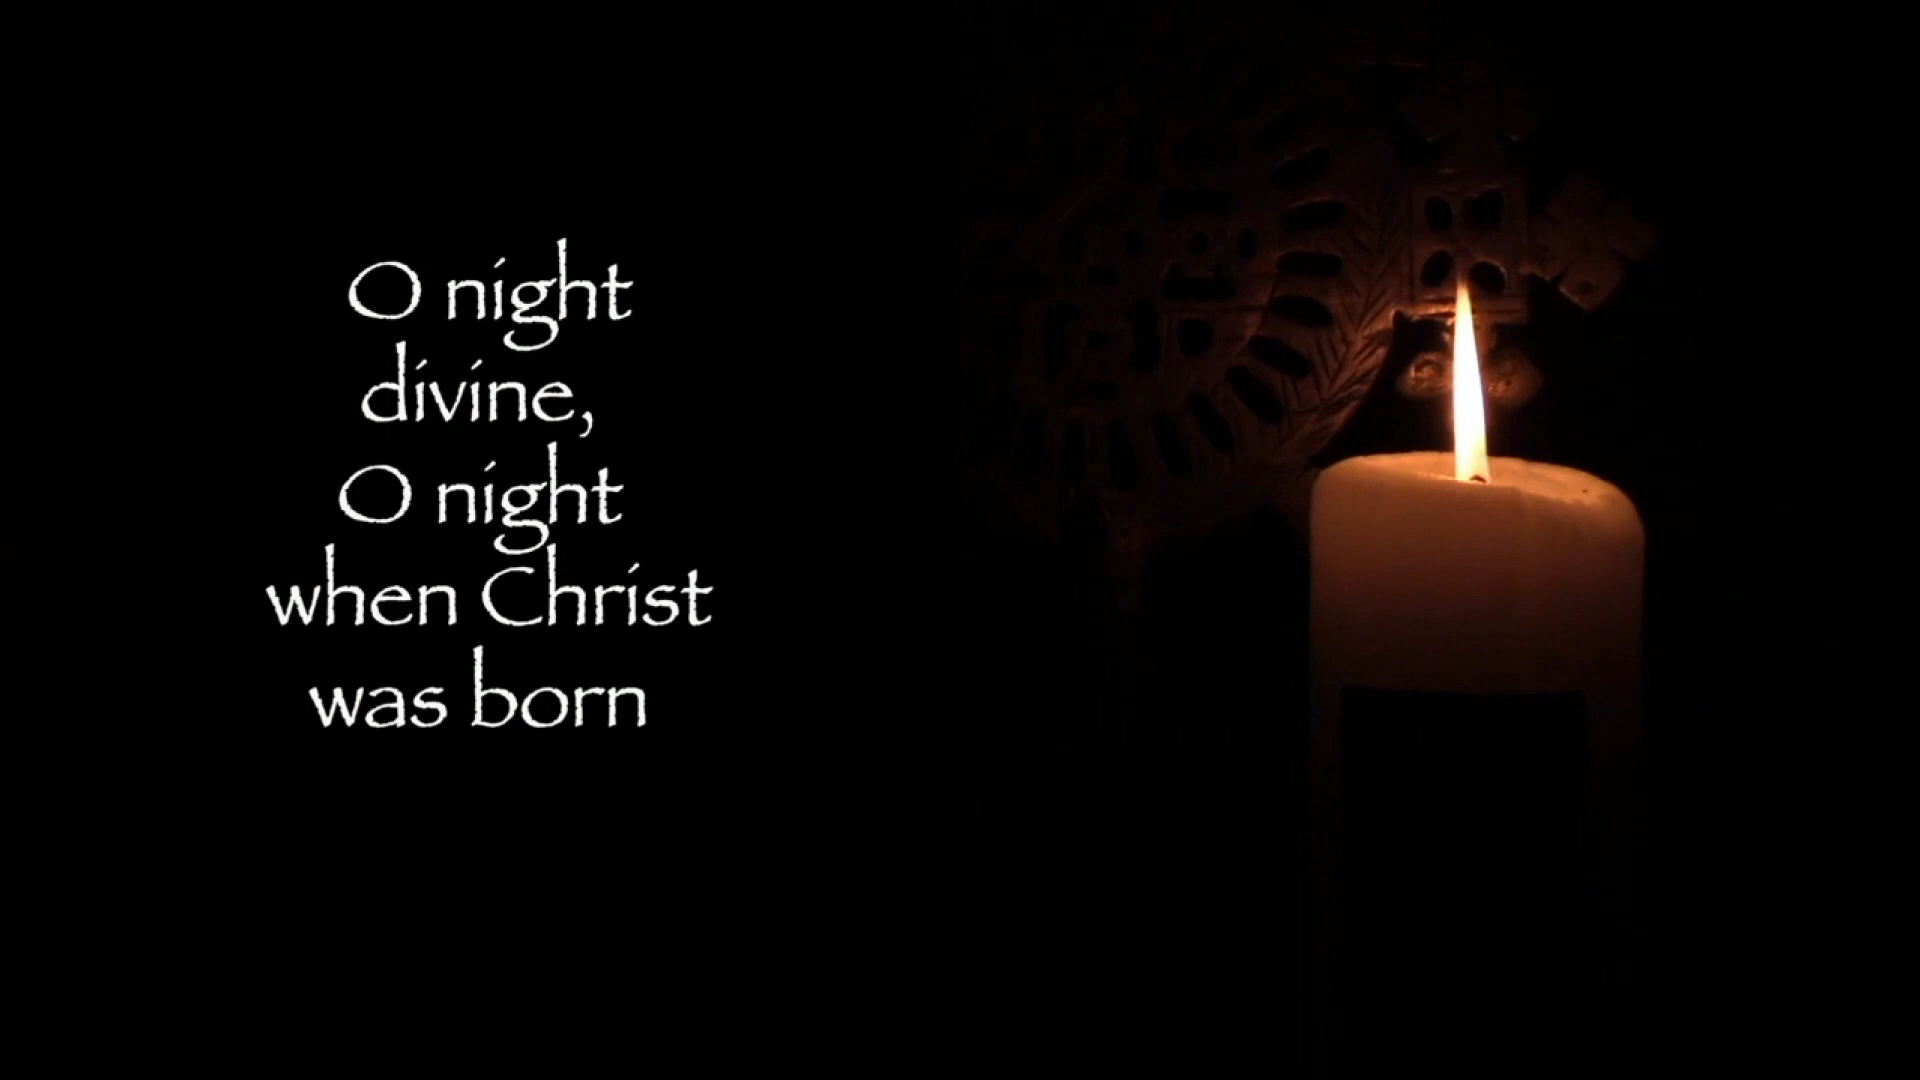 O night
divine,
O night
when Christ
was born